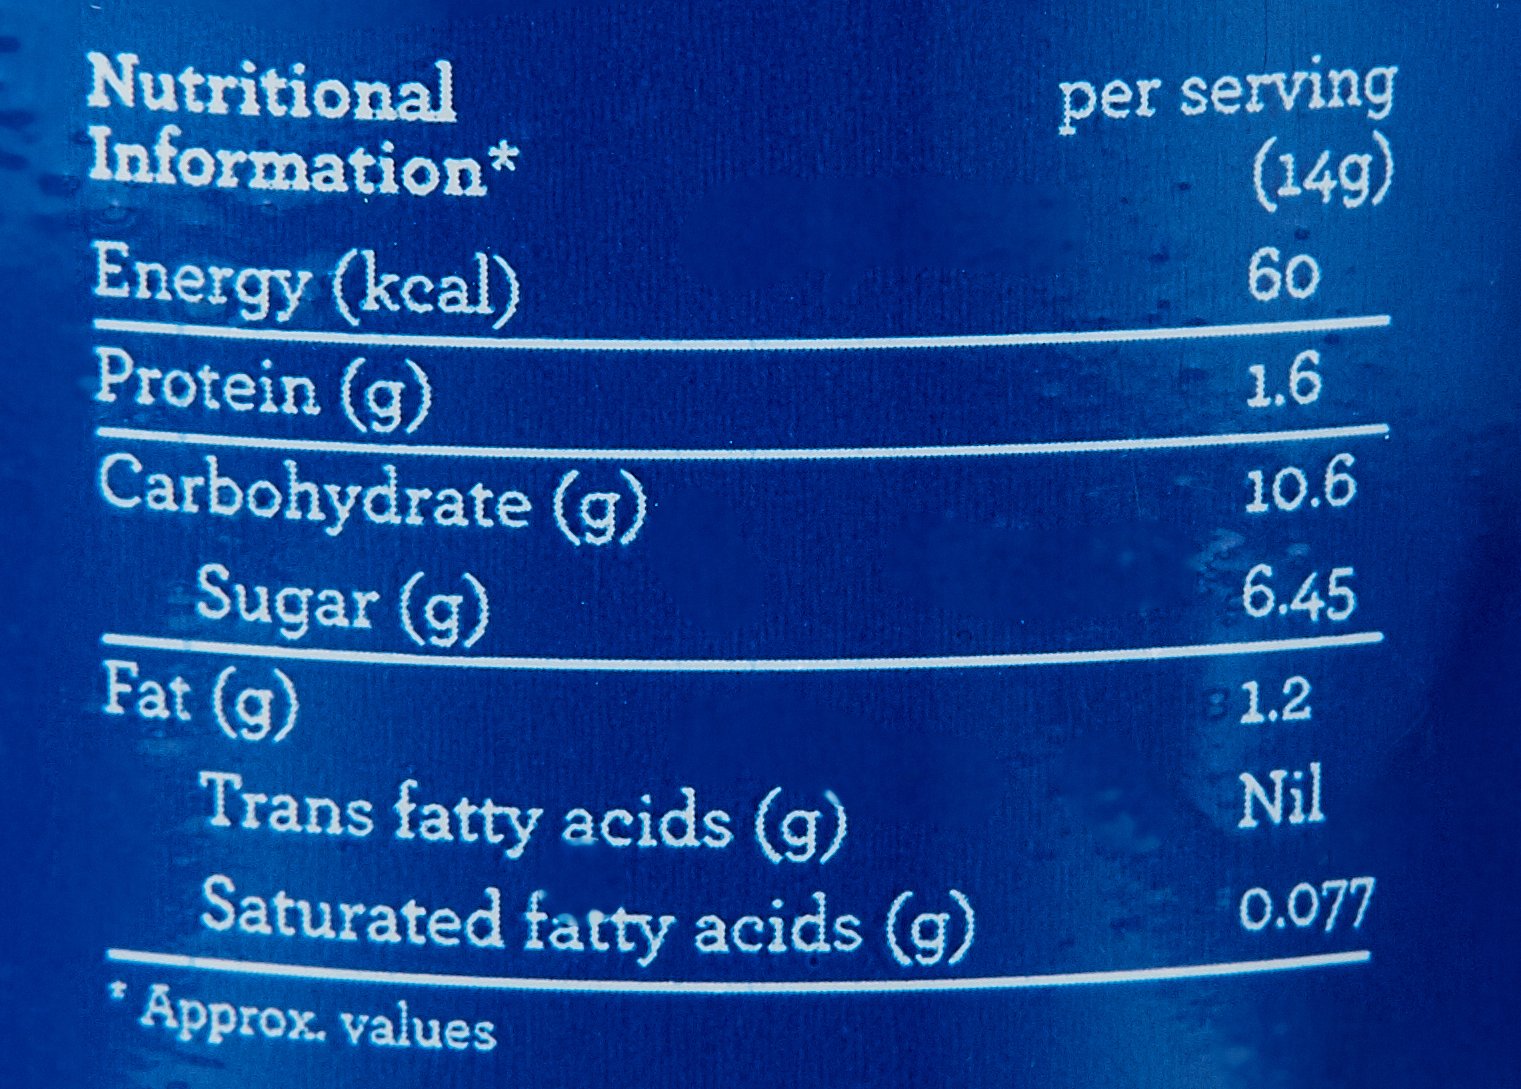 Nutritional per serving
Information* (14g)
Energy (kcal) 60
Protein (g) 1.6
Carbohydrate (g) 10.6
Sugar (g) 6.45
Fat (g) 1.2
Trans fatty acids (g) Nil
Saturated fatty acids (g) 0.077
* Approx. values